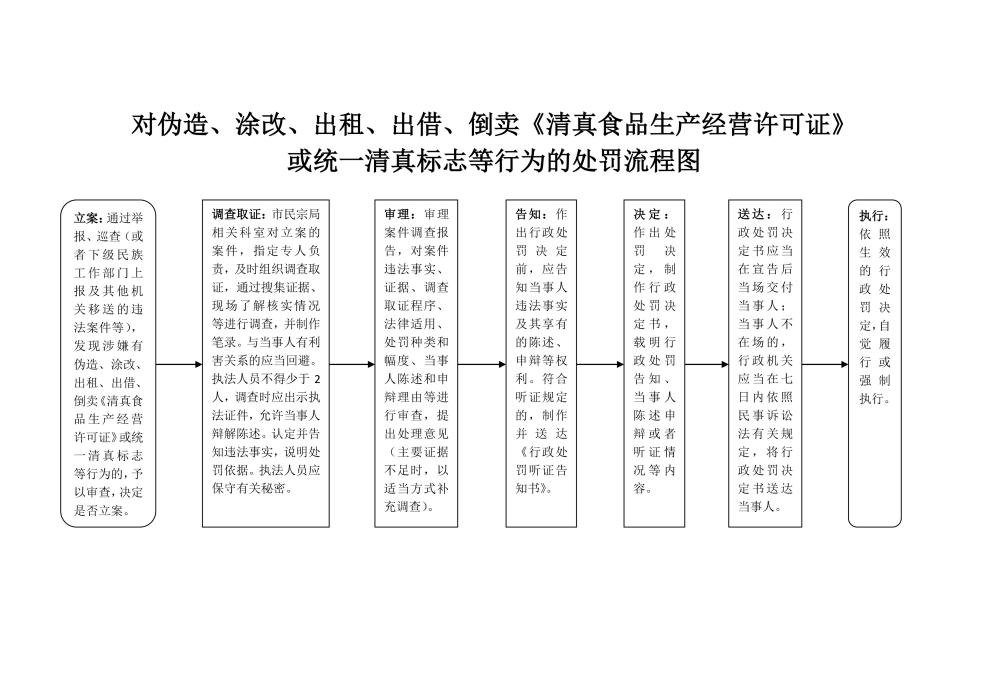 对伪造、涂改、出租、出借、倒卖《清真食品生产经营许可证》
或统一清真标志等行为的处罚流程图
立案：通过举
报、巡查（或
者下级民族
工作部门上
报及其他机
关移送的违
法案件等），
发现涉嫌有
伪造、涂改、
出租、出借、
倒卖《清真食
品生产经营
许可证》或统
一清真标志
等行为的，予
以审查，决定
是否立案。
调查取证：市民宗局
相关科室对立案的
案件，指定专人负
责，及时组织调查取
证，通过搜集证据、
现场了解核实情况
等进行调查，并制作
笔录。与当事人有利
害关系的应当回避。
执法人员不得少于 2
人，调查时应出示执
法证件，允许当事人
辩解陈述。认定并告
知违法事实，说明处
罚依据。执法人员应
保守有关秘密。
审理：审理
案件调查报
告，对案件
违法事实、
证据、调查
取证程序、
法律适用、
处罚种类和
幅度、当事
人陈述和申
辩理由等进
行审查，提
出处理意见
（主要证据
不足时，以
适当方式补
充调查）。
告知：作
出行政处
罚决定
前，应告
知当事人
违法事实
及其享有
的陈述、
申辩等权
利。符合
听证规定
的，制作
并送达
《行政处
罚听证告
知书》。
决定：
作出处
罚决
定，制
作行政
处罚决
定书，
载明行
政处罚
告知、
当事人
陈述申
辩或者
听证情
况等内
容。
送达：行
政处罚决
定书应当
在宣告后
当场交付
当事人；
当事人不
在场的，
行政机关
应当在七
日内依照
民事诉讼
法有关规
定，将行
政处罚决
定书送达
当事人。
执行：
依照
生效
的行
政处
罚决
定，自
觉履
行或
强制
执行。